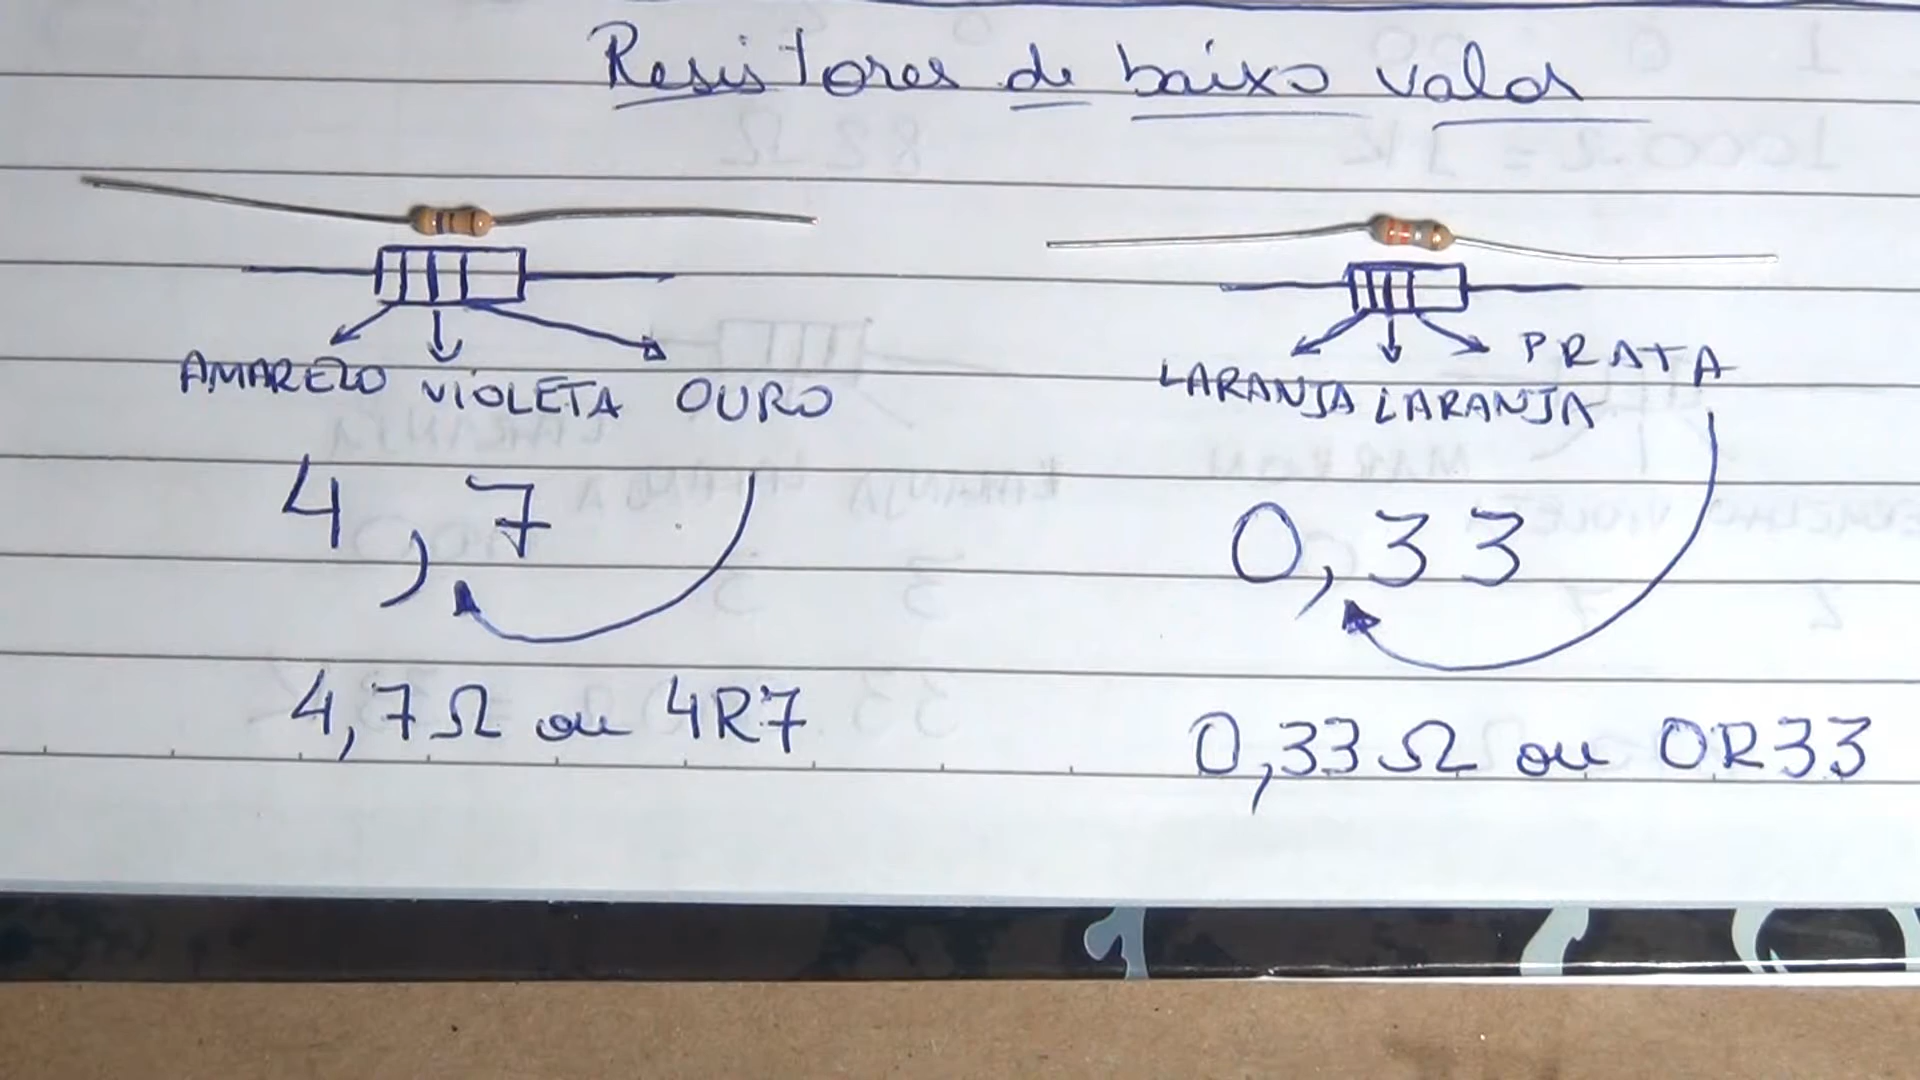 Resistores de baixo valor
AMARELO VIOLETA OURO
4,7
4,7Ω ou 4R7
LARANJA LARANJA PRATA
0,33
0,33Ω ou 0R33